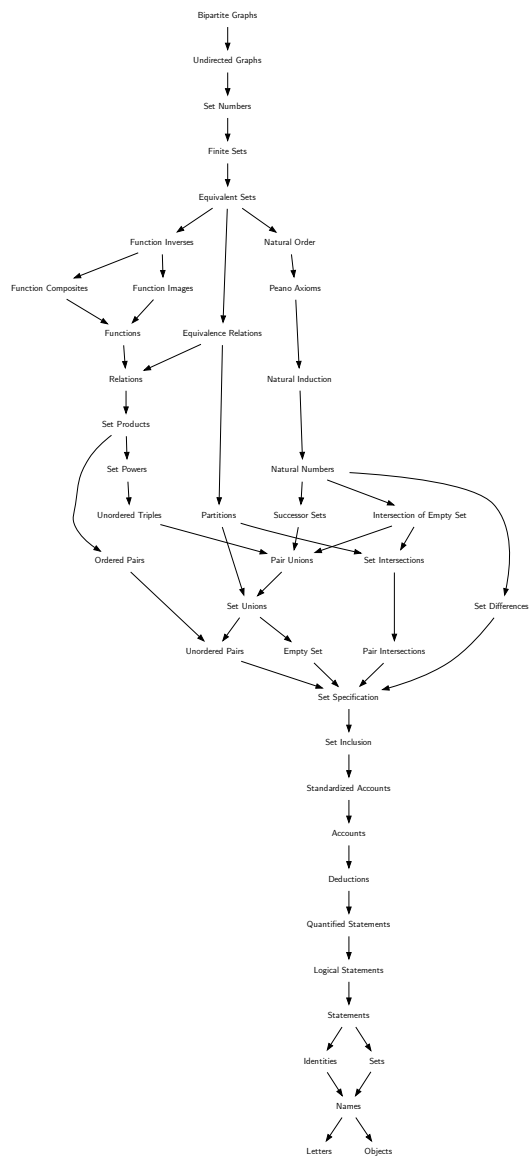 Bipartite Graphs
Undirected Graphs
Set Numbers
Finite Sets
Equivalent Sets
Function Inverses
Natural Order
Function Composites
Function Images
Peano Axioms
Functions
Equivalence Relations
Relations
Natural Induction
Set Products
Set Powers
Natural Numbers
Unordered Triples
Partitions
Successor Sets
Intersection of Empty Set
Ordered Pairs
Pair Unions
Set Intersections
Set Unions
Set Differences
Unordered Pairs
Empty Set
Pair Intersections
Set Specification
Set Inclusion
Standardized Accounts
Accounts
Deductions
Quantified Statements
Logical Statements
Statements
Identities
Sets
Names
Letters
Objects